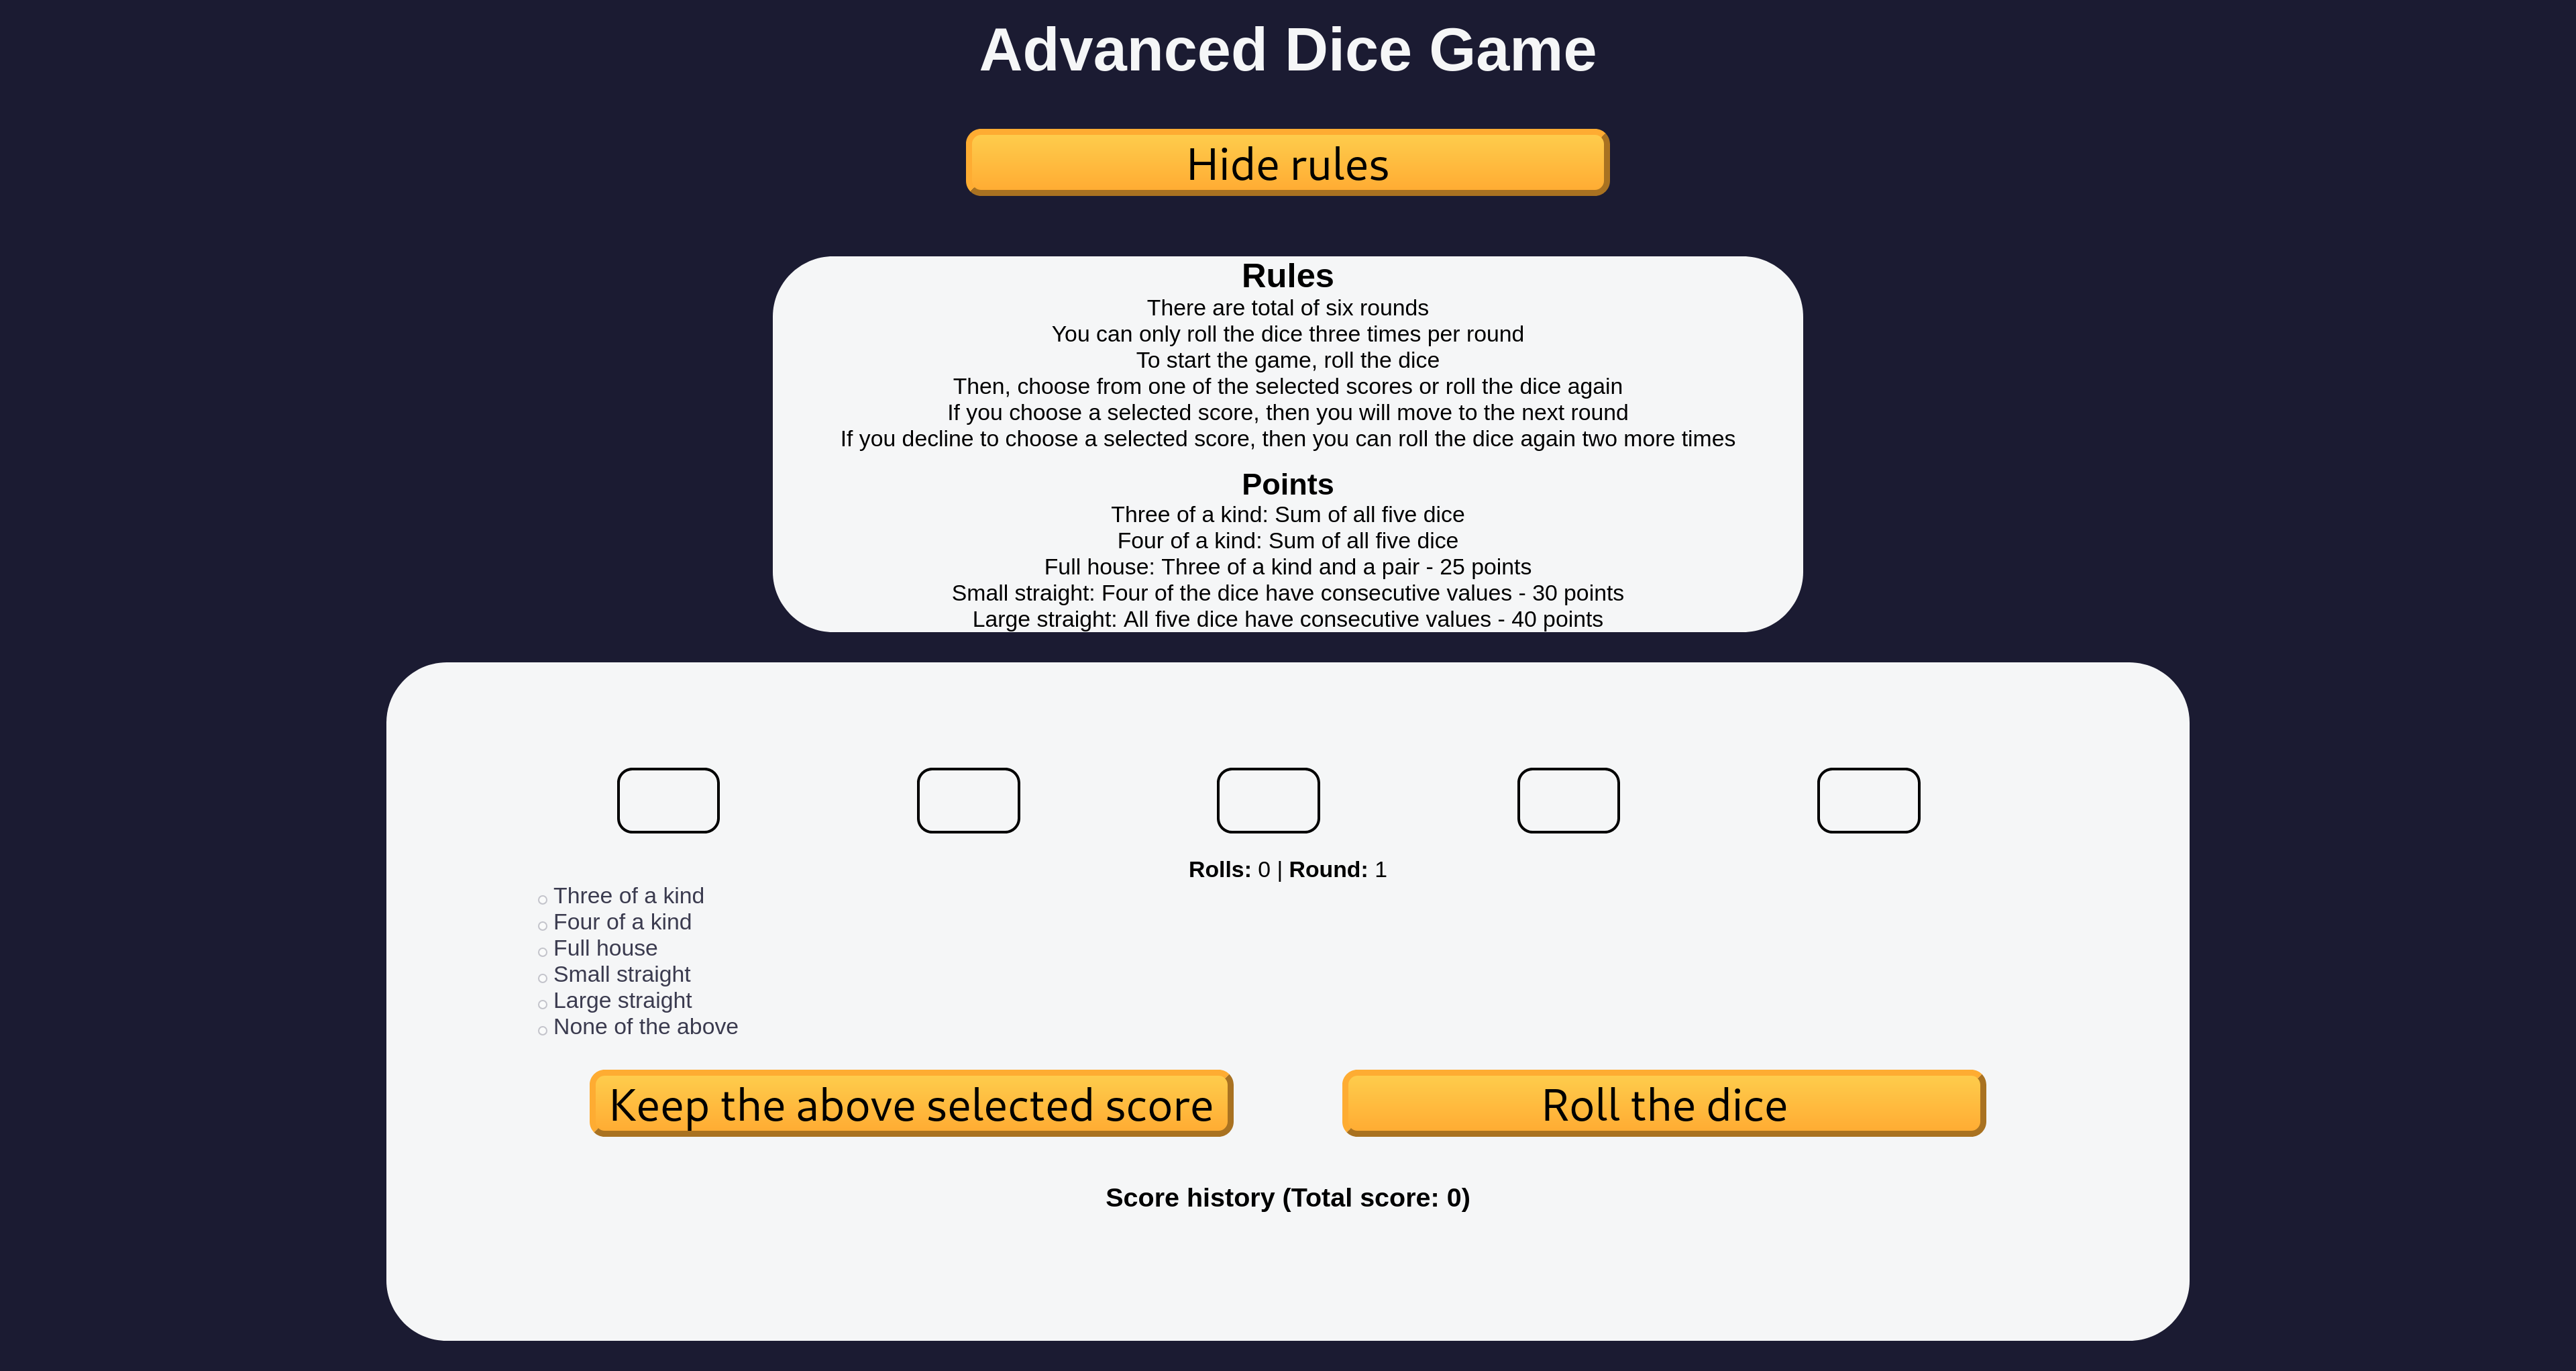 Advanced Dice Game
Hide rules
Rules
There are total of six rounds
You can only roll the dice three times per round
To start the game, roll the dice
Then, choose from one of the selected scores or roll the dice again
If you choose a selected score, then you will move to the next round
If you decline to choose a selected score, then you can roll the dice again two more times
Points
Three of a kind: Sum of all five dice
Four of a kind: Sum of all five dice
Full house: Three of a kind and a pair - 25 points
Small straight: Four of the dice have consecutive values - 30 points
Large straight: All five dice have consecutive values - 40 points
Rolls: 0 | Round: 1
Three of a kind
Four of a kind
Full house
Small straight
Large straight
None of the above
Keep the above selected score
Roll the dice
Score history (Total score: 0)